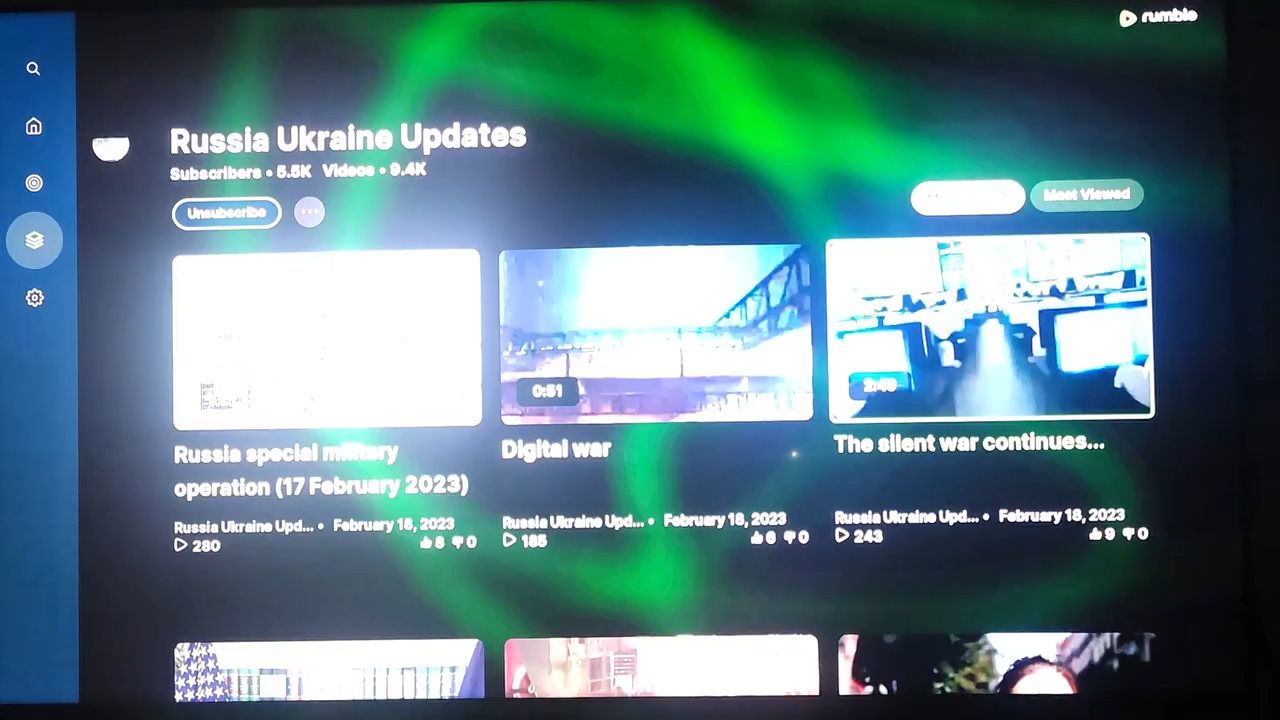 rumble
Russia Ukraine Updates
Subscribers • 5.5K Videos • 9.4K
Unsubscribe
Most Viewed
0:51
Russia special military
operation (17 February 2023)
Digital war
The silent war continues...
Russia Ukraine Upd... • February 18, 2023
280 8 0
Russia Ukraine Upd... • February 18, 2023
185 6 0
Russia Ukraine Upd... • February 18, 2023
243 9 0